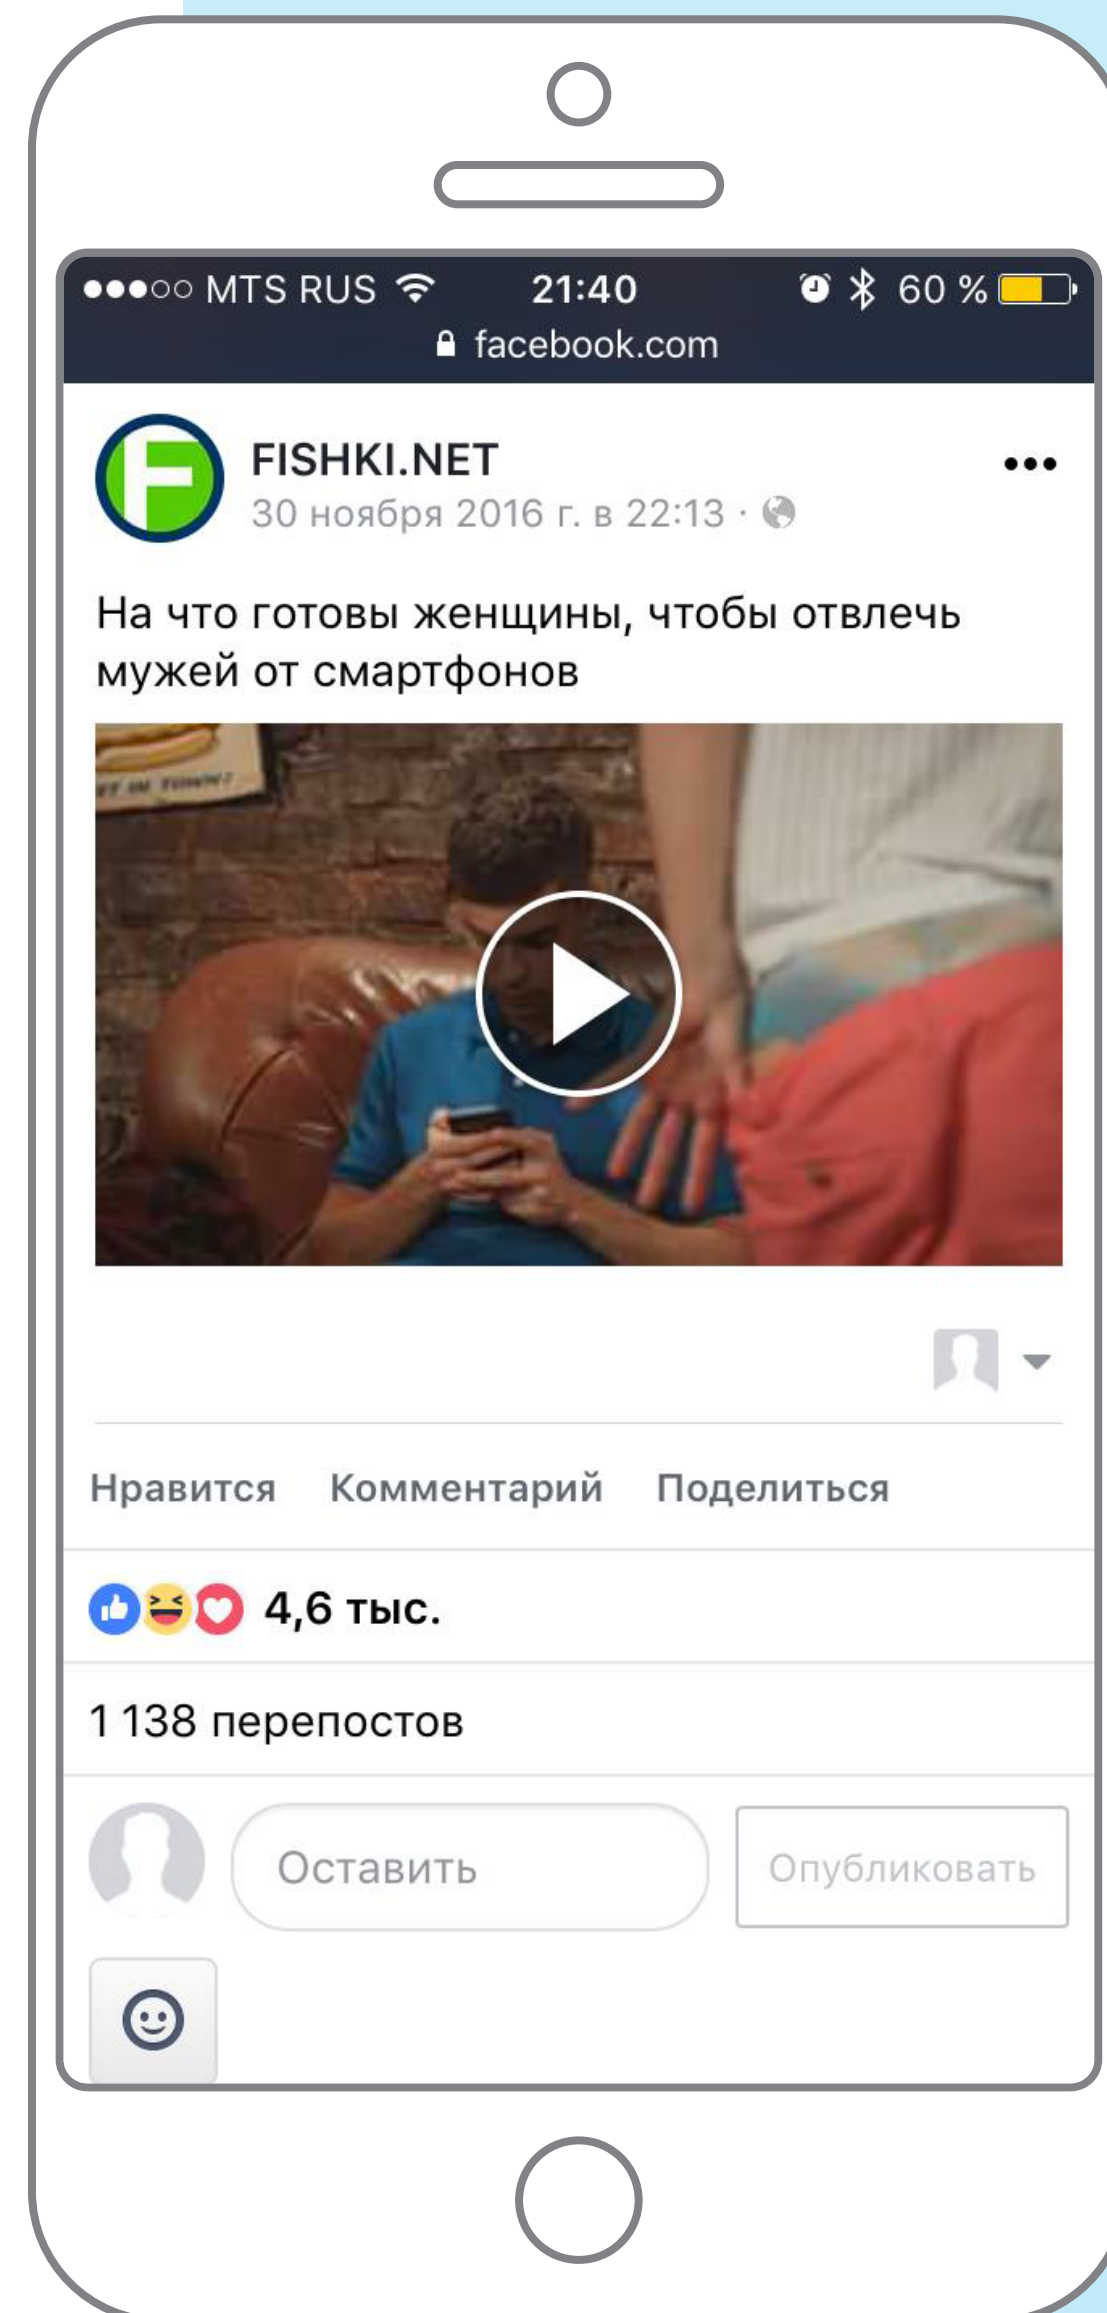 MTS RUS 21:40 60 %
facebook.com
FISHKI.NET
30 ноября 2016 г. в 22:13 ·
На что готовы женщины, чтобы отвлечь
мужей от смартфонов
Нравится Комментарий Поделиться
4,6 тыс.
1 138 перепостов
Оставить Опубликовать